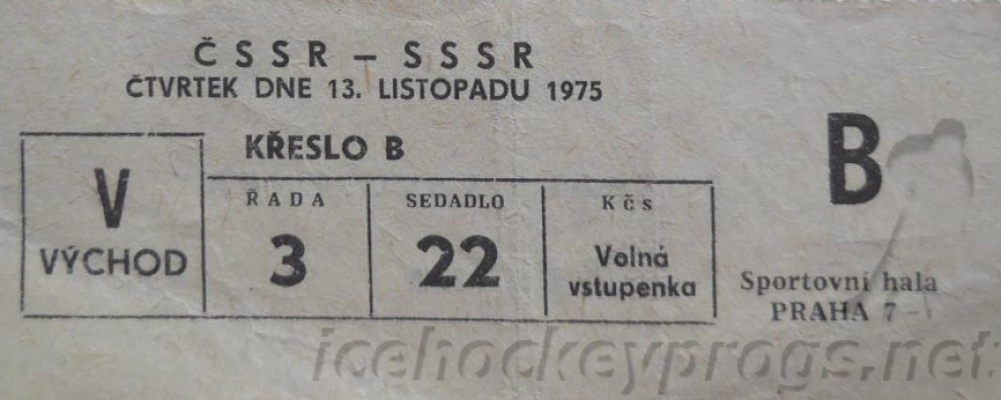 ČSSR – SSSR
ČTVRTEK DNE 13. LISTOPADU 1975
B
KŘESLO B
V
VÝCHOD
ŘADA
3
SEDADLO
22
Kčs
Volná
vstupenka
Sportovní hala
PRAHA 7
icehockeyprogs.net